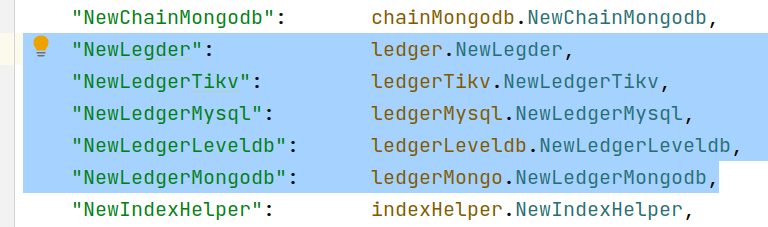 "NewChainMongodb":      chainMongodb.NewChainMongodb,
"NewLegder":            ledger.NewLegder,
"NewLedgerTikv":        ledgerTikv.NewLedgerTikv,
"NewLedgerMysql":       ledgerMysql.NewLedgerMysql,
"NewLedgerLeveldb":     ledgerLeveldb.NewLedgerLeveldb,
"NewLedgerMongodb":     ledgerMongo.NewLedgerMongodb,
"NewIndexHelper":       indexHelper.NewIndexHelper,